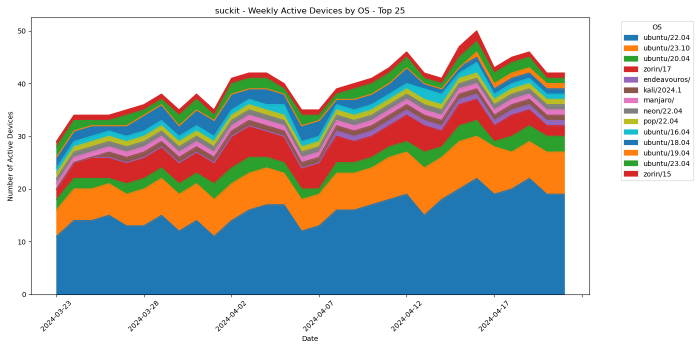 suckit - Weekly Active Devices by OS - Top 25
Number of Active Devices
50
40
30
20
10
0
2024-03-23
2024-03-28
2024-04-02
2024-04-07
2024-04-12
2024-04-17
Date
OS
ubuntu/22.04
ubuntu/23.10
ubuntu/20.04
zorin/17
endeavouros/
kali/2024.1
manjaro/
neon/22.04
pop/22.04
ubuntu/16.04
ubuntu/18.04
ubuntu/19.04
ubuntu/23.04
zorin/15